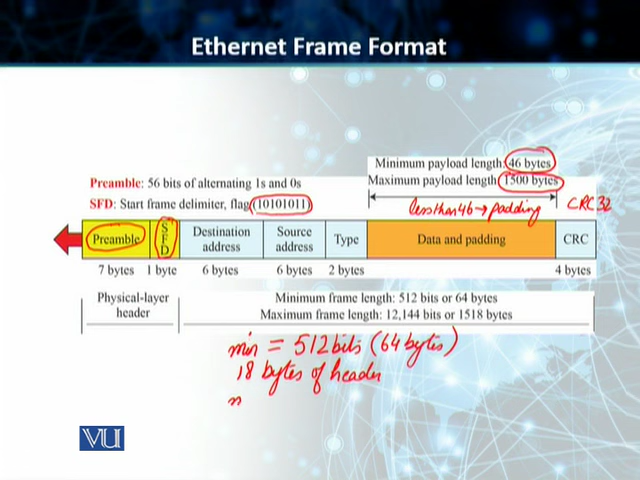 Ethernet Frame Format
Minimum payload length: 46 bytes
Preamble: 56 bits of alternating 1s and 0s
Maximum payload length: 1500 bytes
SFD: Start frame delimiter, flag (10101011)
less than 46 → padding
CRC 32
Preamble
SFD
Destination address
Source address
Type
Data and padding
CRC
7 bytes 1 byte 6 bytes 6 bytes 2 bytes 4 bytes
Physical-layer header
Minimum frame length: 512 bits or 64 bytes
Maximum frame length: 12,144 bits or 1518 bytes
min = 512 bits (64 bytes)
18 bytes of header
VU